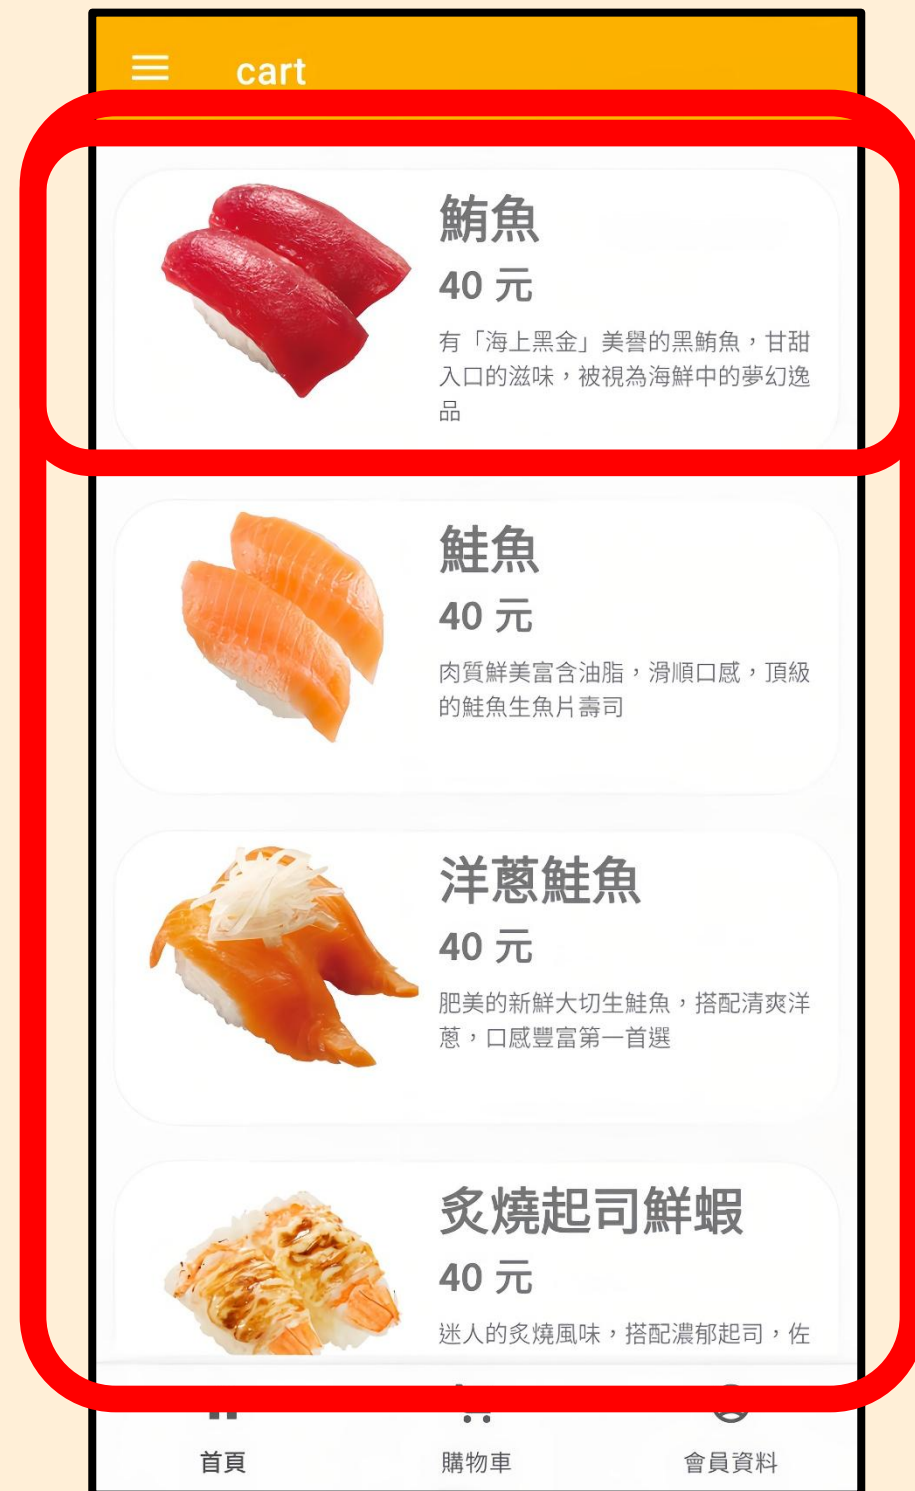 cart
鮪魚
40 元
有「海上黑金」美譽的黑鮪魚，甘甜
入口的滋味，被視為海鮮中的夢幻逸
品
鮭魚
40 元
肉質鮮美富含油脂，滑順口感，頂級
的鮭魚生魚片壽司
洋蔥鮭魚
40 元
肥美的新鮮大切生鮭魚，搭配清爽洋
蔥，口感豐富第一首選
炙燒起司鮮蝦
40 元
迷人的炙燒風味，搭配濃郁起司，佐
首頁 購物車 會員資料